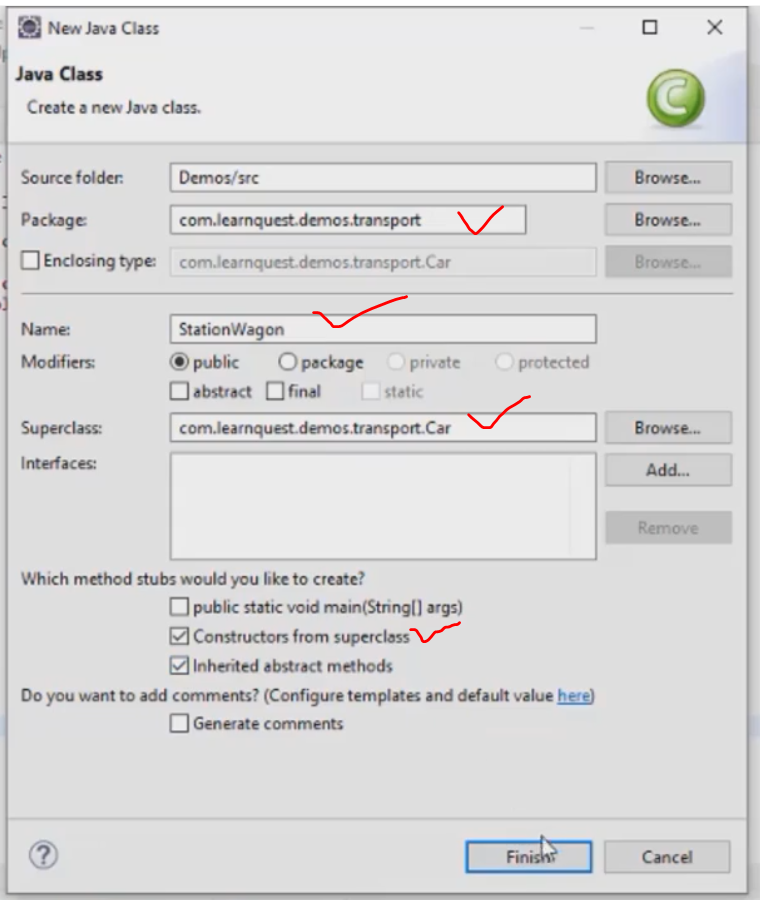 New Java Class
Java Class
Create a new Java class.
Source folder: Demos/src Browse...
Package: com.learnquest.demos.transport Browse...
Enclosing type: com.learnquest.demos.transport.Car Browse...
Name: StationWagon
Modifiers: public package private protected
abstract final static
Superclass: com.learnquest.demos.transport.Car Browse...
Interfaces: Add...
Remove
Which method stubs would you like to create?
public static void main(String[] args)
Constructors from superclass
Inherited abstract methods
Do you want to add comments? (Configure templates and default value here)
Generate comments
Finish Cancel